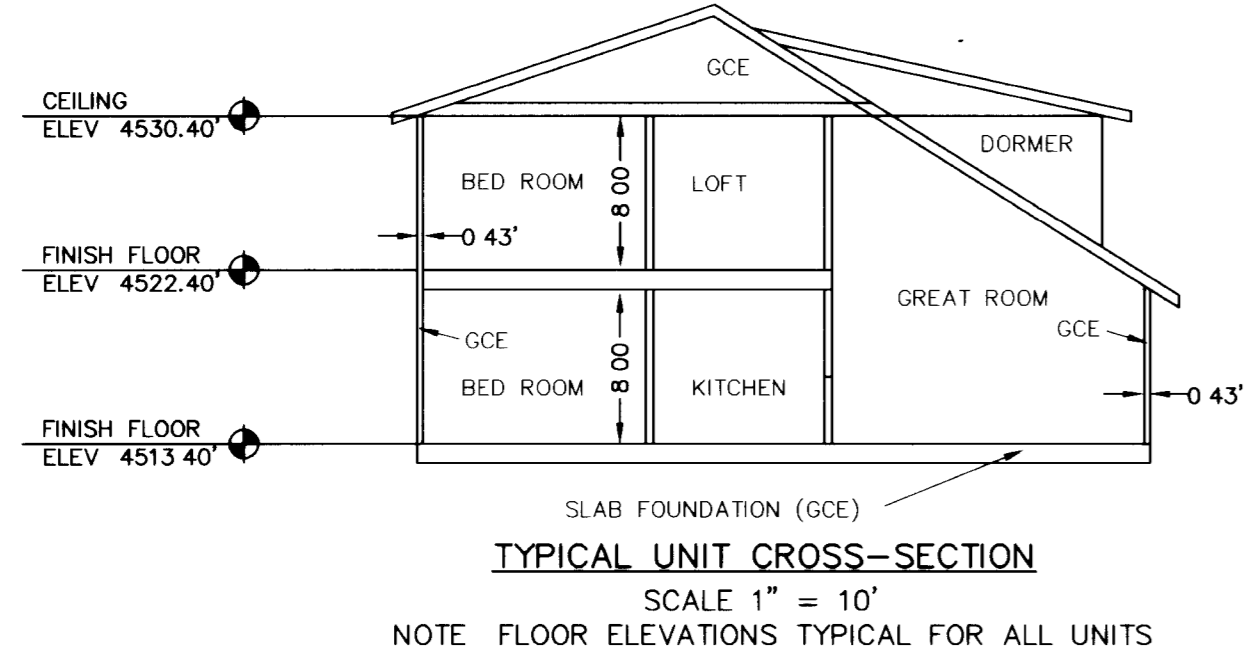 GCE
CEILING
ELEV 4530.40'
DORMER
BED ROOM
8 00
LOFT
0 43'
FINISH FLOOR
ELEV 4522.40'
GREAT ROOM
GCE
GCE
BED ROOM
8 00
KITCHEN
0 43'
FINISH FLOOR
ELEV 4513 40'
SLAB FOUNDATION (GCE)
TYPICAL UNIT CROSS-SECTION
SCALE 1" = 10'
NOTE FLOOR ELEVATIONS TYPICAL FOR ALL UNITS